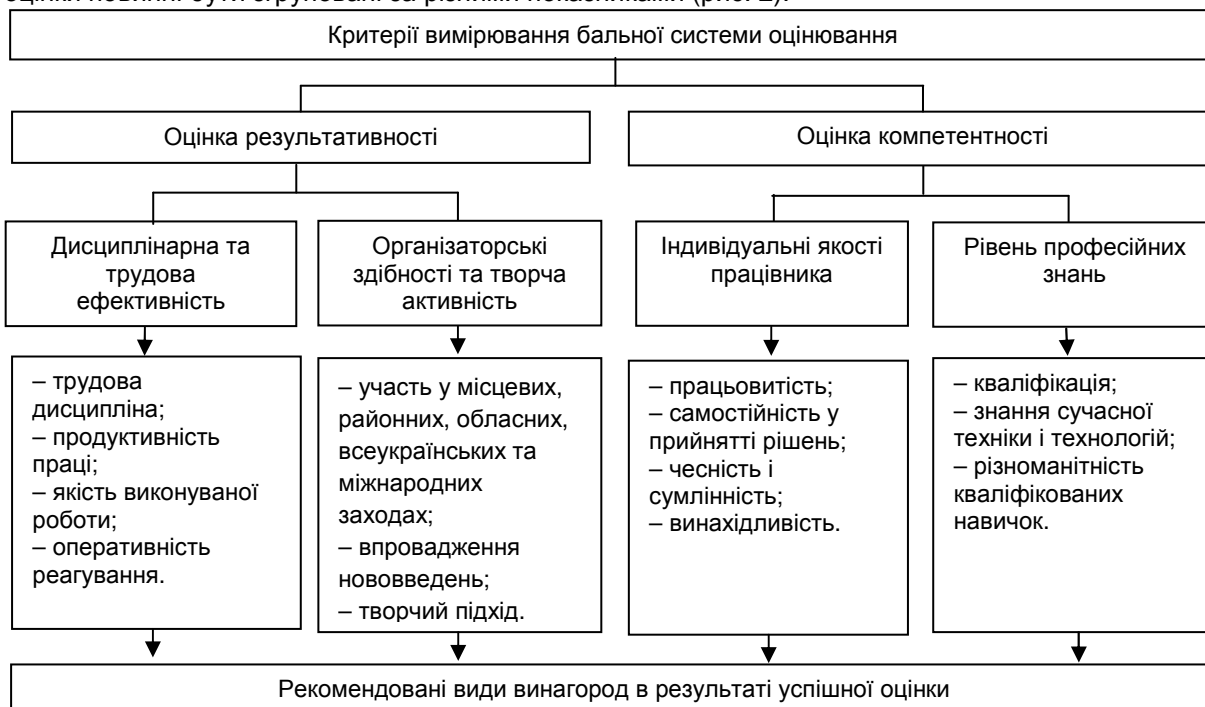 Критерії вимірювання бальної системи оцінювання
Оцінка результативності
Оцінка компетентності
Дисциплінарна та
трудова
ефективність
Організаторські
здібності та творча
активність
Індивідуальні якості
працівника
Рівень професійних
знань
– трудова
дисципліна;
– продуктивність
праці;
– якість виконуваної
роботи;
– оперативність
реагування.
– участь у місцевих,
районних, обласних,
всеукраїнських та
міжнародних
заходах;
– впровадження
нововведень;
– творчий підхід.
– працьовитість;
– самостійність у
прийнятті рішень;
– чесність і
сумлінність;
– винахідливість.
– кваліфікація;
– знання сучасної
техніки і технологій;
– різноманітність
кваліфікованих
навичок.
Рекомендовані види винагород в результаті успішної оцінки